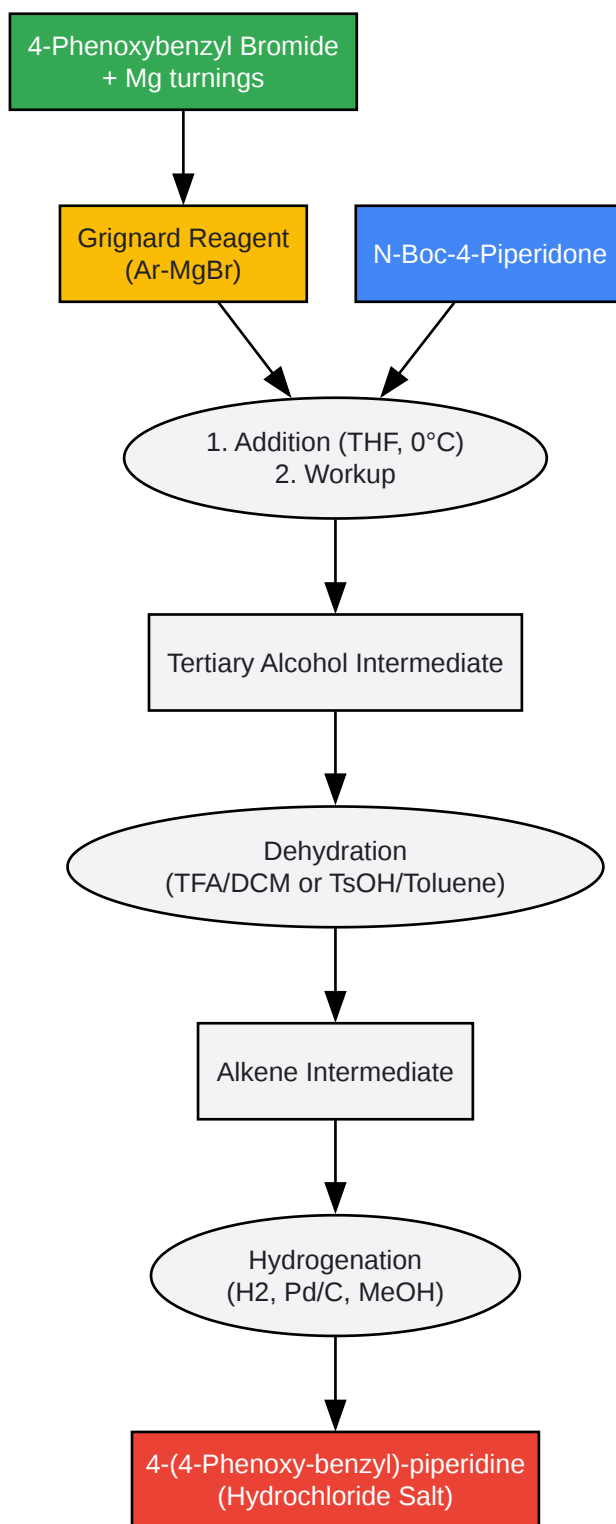 4-Phenoxybenzyl Bromide
+ Mg turnings
Grignard Reagent
(Ar-MgBr)
N-Boc-4-Piperidone
1. Addition (THF, 0°C)
2. Workup
Tertiary Alcohol Intermediate
Dehydration
(TFA/DCM or TsOH/Toluene)
Alkene Intermediate
Hydrogenation
(H2, Pd/C, MeOH)
4-(4-Phenoxy-benzyl)-piperidine
(Hydrochloride Salt)